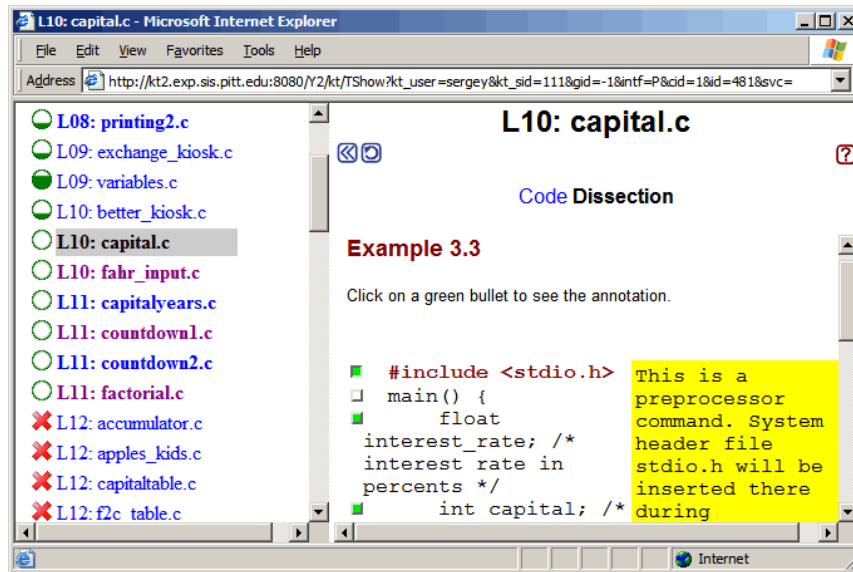 L10: capital.c - Microsoft Internet Explorer
File Edit View Favorites Tools Help
Address http://kt2.exp.sis.pitt.edu:8080/Y2/kt/TShow?kt_user=sergey&kt_sid=111&gid=-1&intf=P&cid=1&id=481&svc=
L08: printing2.c
L09: exchange_kiosk.c
L09: variables.c
L10: better_kiosk.c
L10: capital.c
L10: fahr_input.c
L11: capitalyears.c
L11: countdown1.c
L11: countdown2.c
L11: factorial.c
L12: accumulator.c
L12: apples_kids.c
L12: capitaltable.c
L12: f2c_table.c
L10: capital.c
?
Code Dissection
Example 3.3
Click on a green bullet to see the annotation.
#include <stdio.h>
main() {
float
interest_rate; /*
interest rate in
percents */
int capital; /*
This is a
preprocessor
command. System
header file
stdio.h will be
inserted there
during
Internet